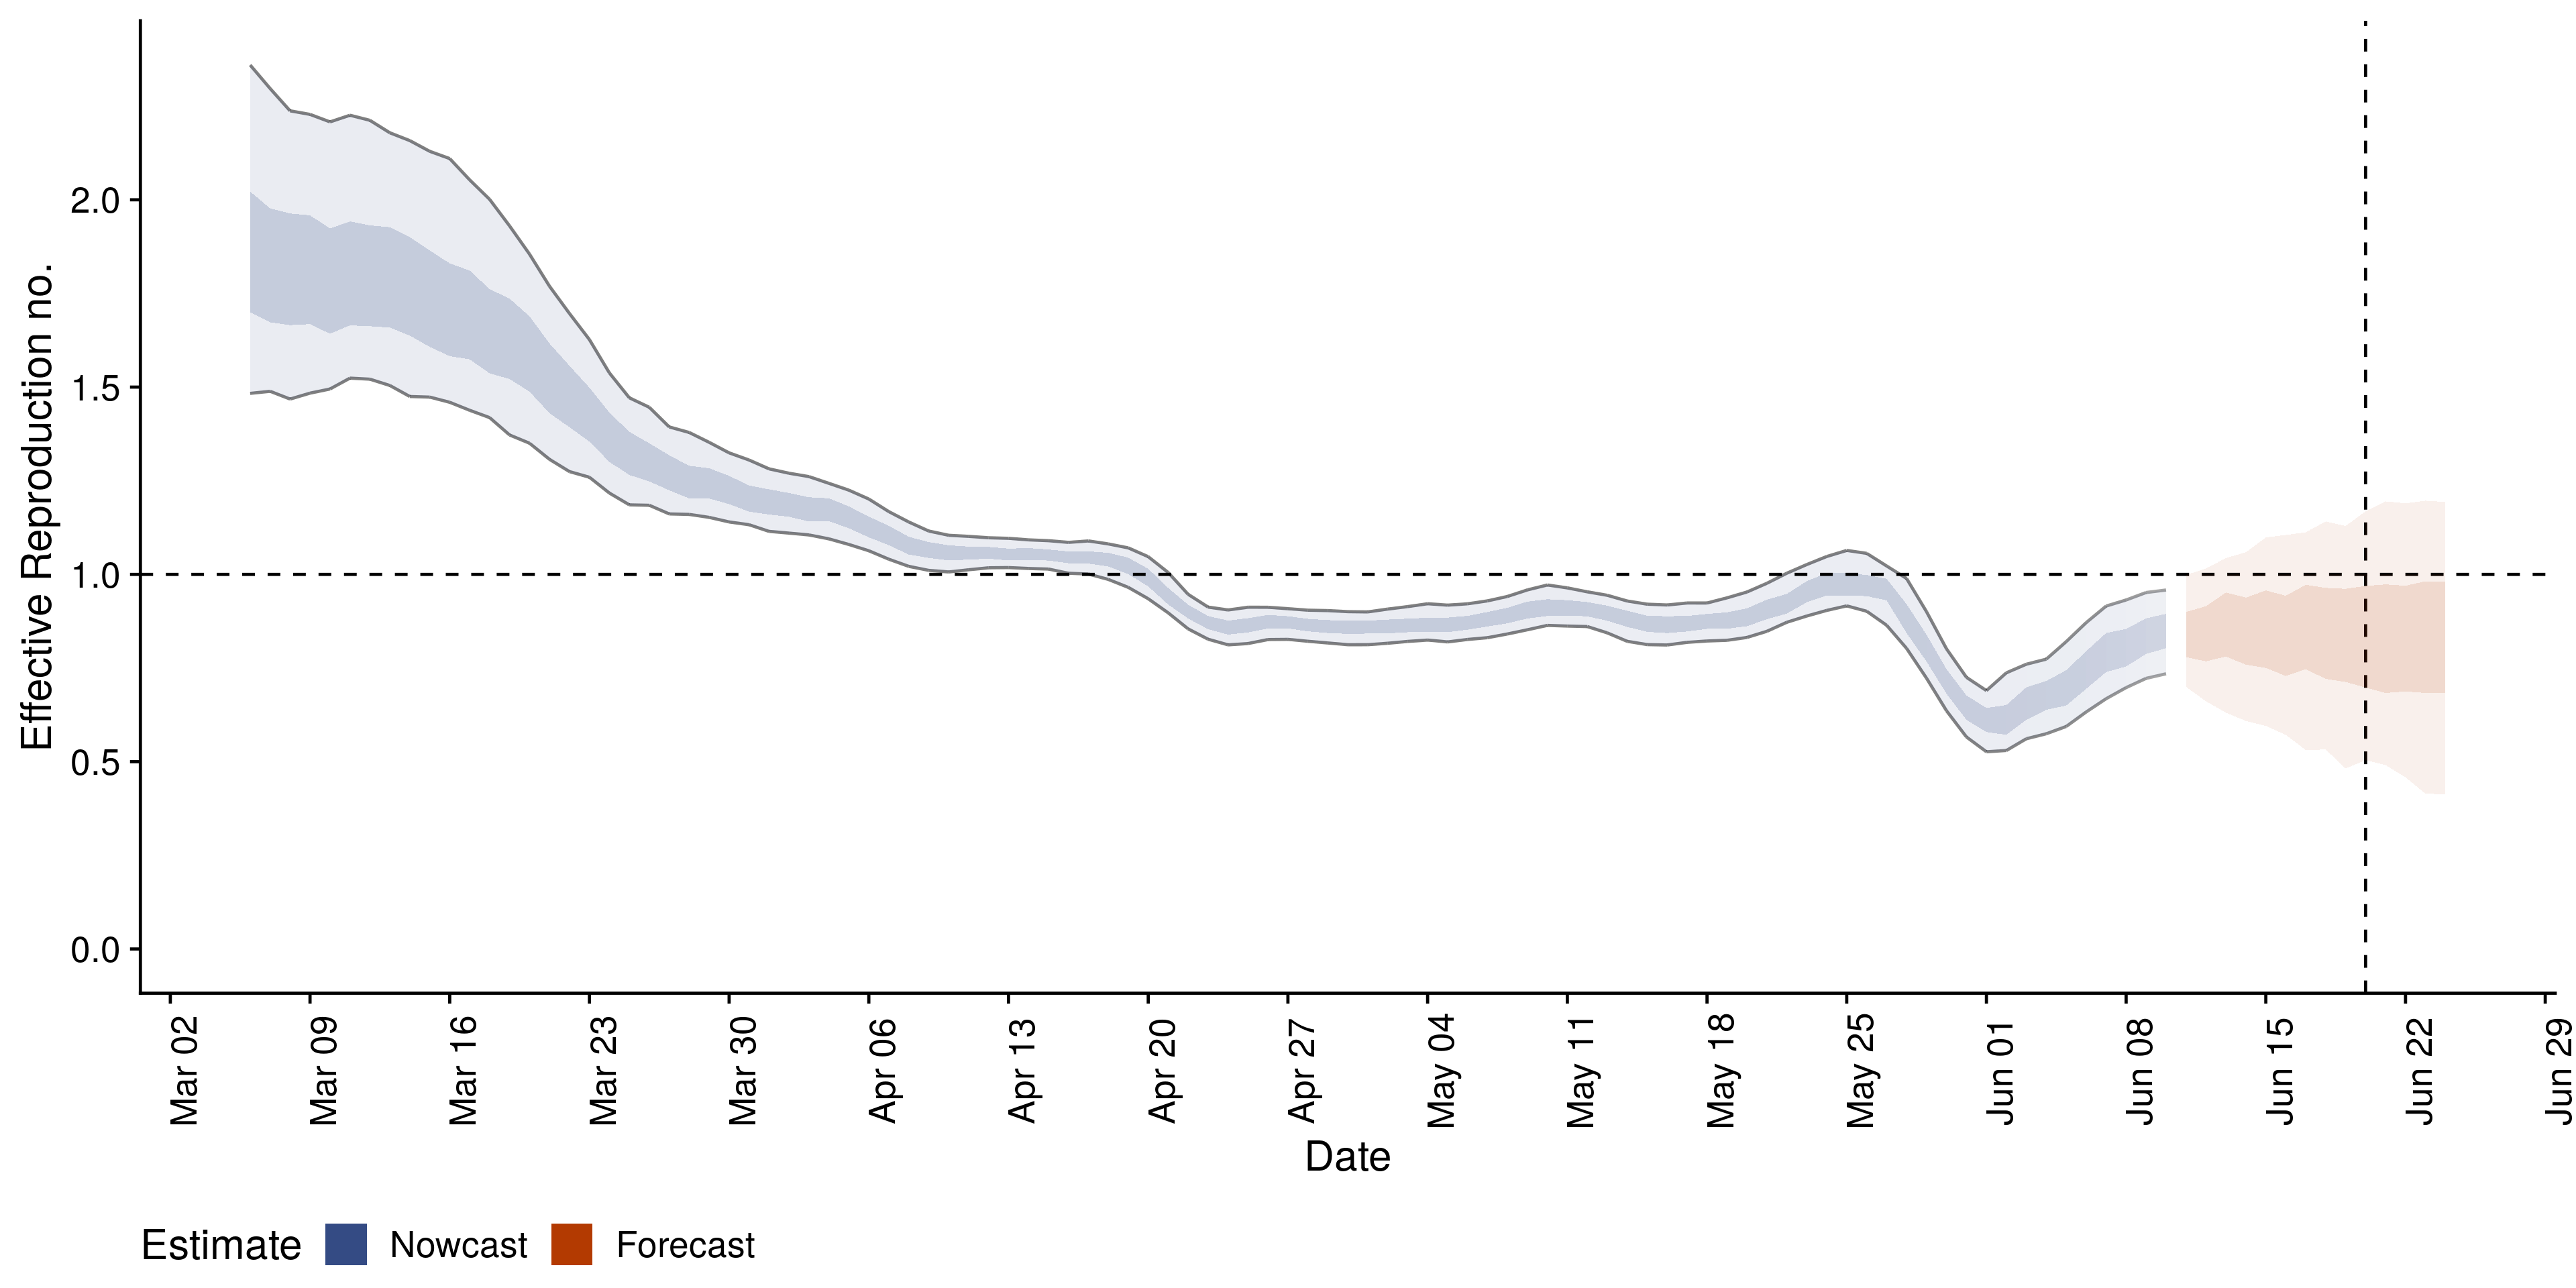 Effective Reproduction no.
2.0
1.5
1.0
0.5
0.0
Mar 02
Mar 09
Mar 16
Mar 23
Mar 30
Apr 06
Apr 13
Apr 20
Apr 27
May 04
May 11
May 18
May 25
Jun 01
Jun 08
Jun 15
Jun 22
Jun 29
Date
Estimate Nowcast Forecast